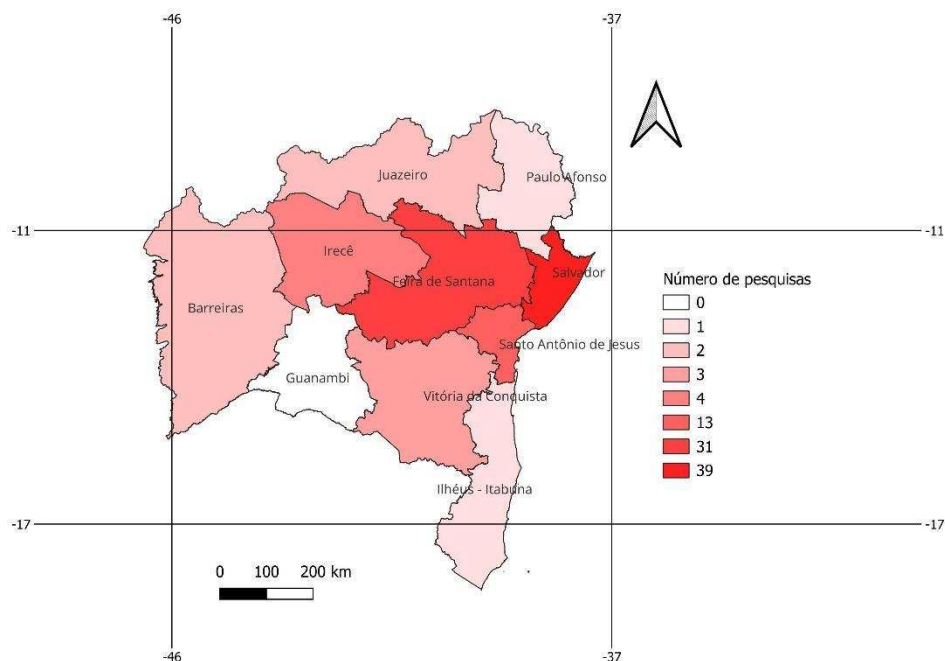 -46
-37
Paulo Afonso
Juazeiro
-11
-11
Irecê
Salvador
Feira de Santana
Barreiras
Santo Antônio de Jesus
Guanambi
Vitória da Conquista
Ilhéus - Itabuna
Número de pesquisas
0
1
2
3
4
13
31
39
-17
-17
0 100 200 km
-46
-37